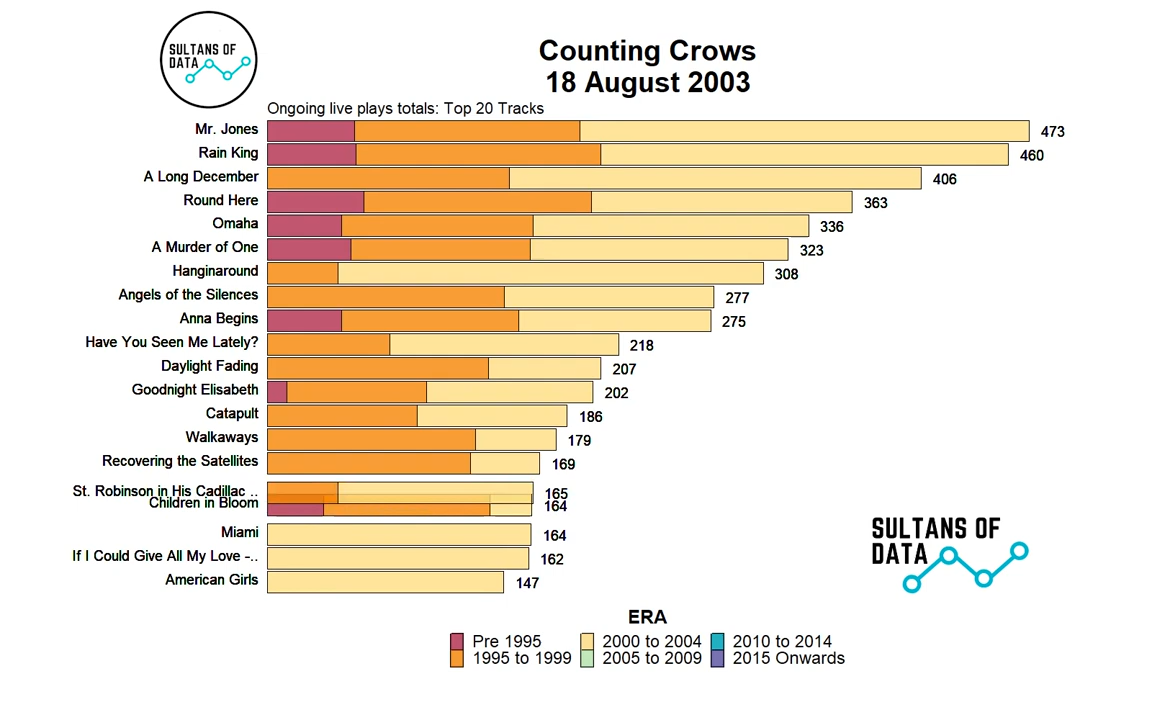 SULTANS OF
DATA
Counting Crows
18 August 2003
Ongoing live plays totals: Top 20 Tracks
Mr. Jones 473
Rain King 460
A Long December 406
Round Here 363
Omaha 336
A Murder of One 323
Hanginaround 308
Angels of the Silences 277
Anna Begins 275
Have You Seen Me Lately? 218
Daylight Fading 207
Goodnight Elisabeth 202
Catapult 186
Walkaways 179
Recovering the Satellites 169
St. Robinson in His Cadillac .. 165
Children in Bloom 164
Miami 164
If I Could Give All My Love -.. 162
American Girls 147
SULTANS OF
DATA
ERA
Pre 1995 2000 to 2004 2010 to 2014
1995 to 1999 2005 to 2009 2015 Onwards